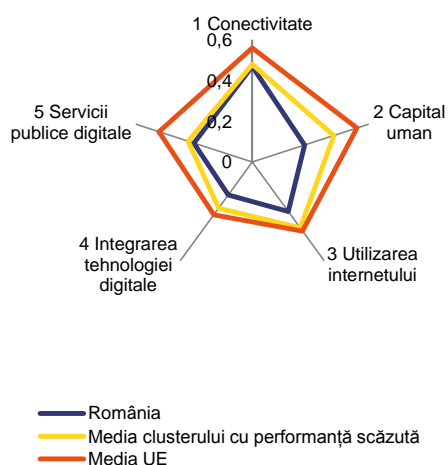 1 Conectivitate
0,6
0,4
0,2
0
2 Capital
uman
3 Utilizarea
internetului
4 Integrarea
tehnologiei
digitale
5 Servicii
publice digitale
România
Media clusterului cu performanță scăzută
Media UE